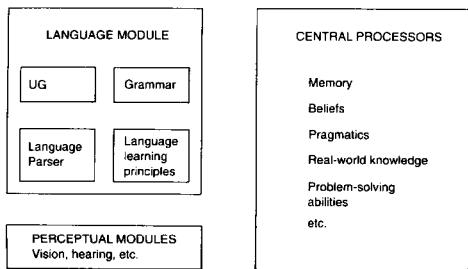 LANGUAGE MODULE
UG
Grammar
Language
Parser
Language
learning
principles
PERCEPTUAL MODULES
Vision, hearing, etc.
CENTRAL PROCESSORS
Memory
Beliefs
Pragmatics
Real-world knowledge
Problem-solving
abilities
etc.